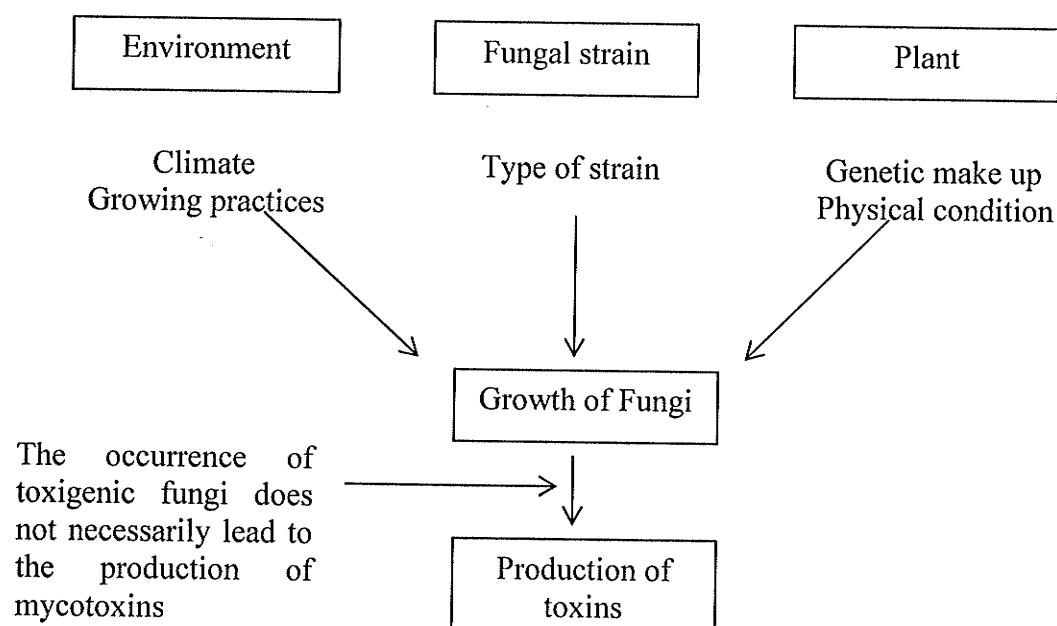 Environment
Fungal strain
Plant
Climate
Growing practices
Type of strain
Genetic make up
Physical condition
Growth of Fungi
The occurrence of
toxigenic fungi does
not necessarily lead to
the production of
mycotoxins
Production of
toxins